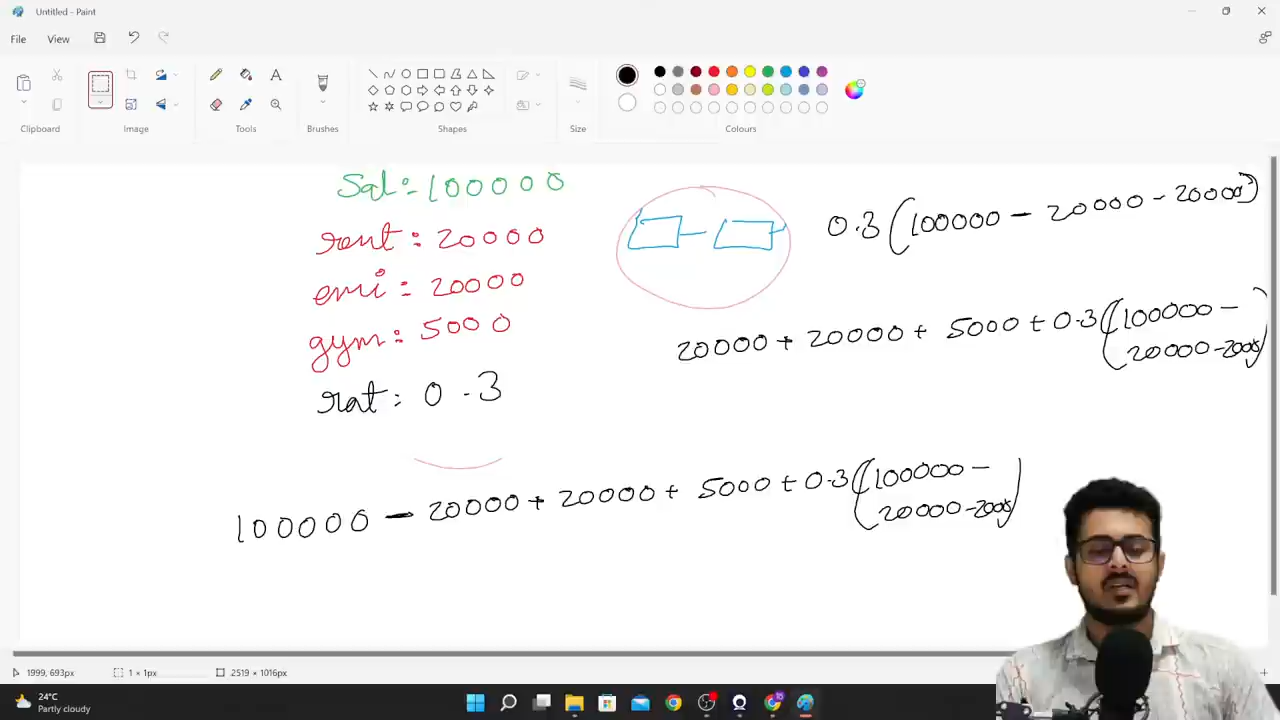 Untitled - Paint
File View
Clipboard Image Tools Brushes Shapes Size Colours
Sal: 100000
rent : 20000
emi : 20000
gym : 5000
rat : 0.3
0.3(100000 - 20000 - 20000)
20000 + 20000 + 5000 + 0.3(100000 -
20000 - 2000
100000 - 20000 + 20000 + 5000 + 0.3(100000 -
20000 - 2000)
1999, 693px 1 × 1px 2519 × 1016px
24°C
Partly cloudy